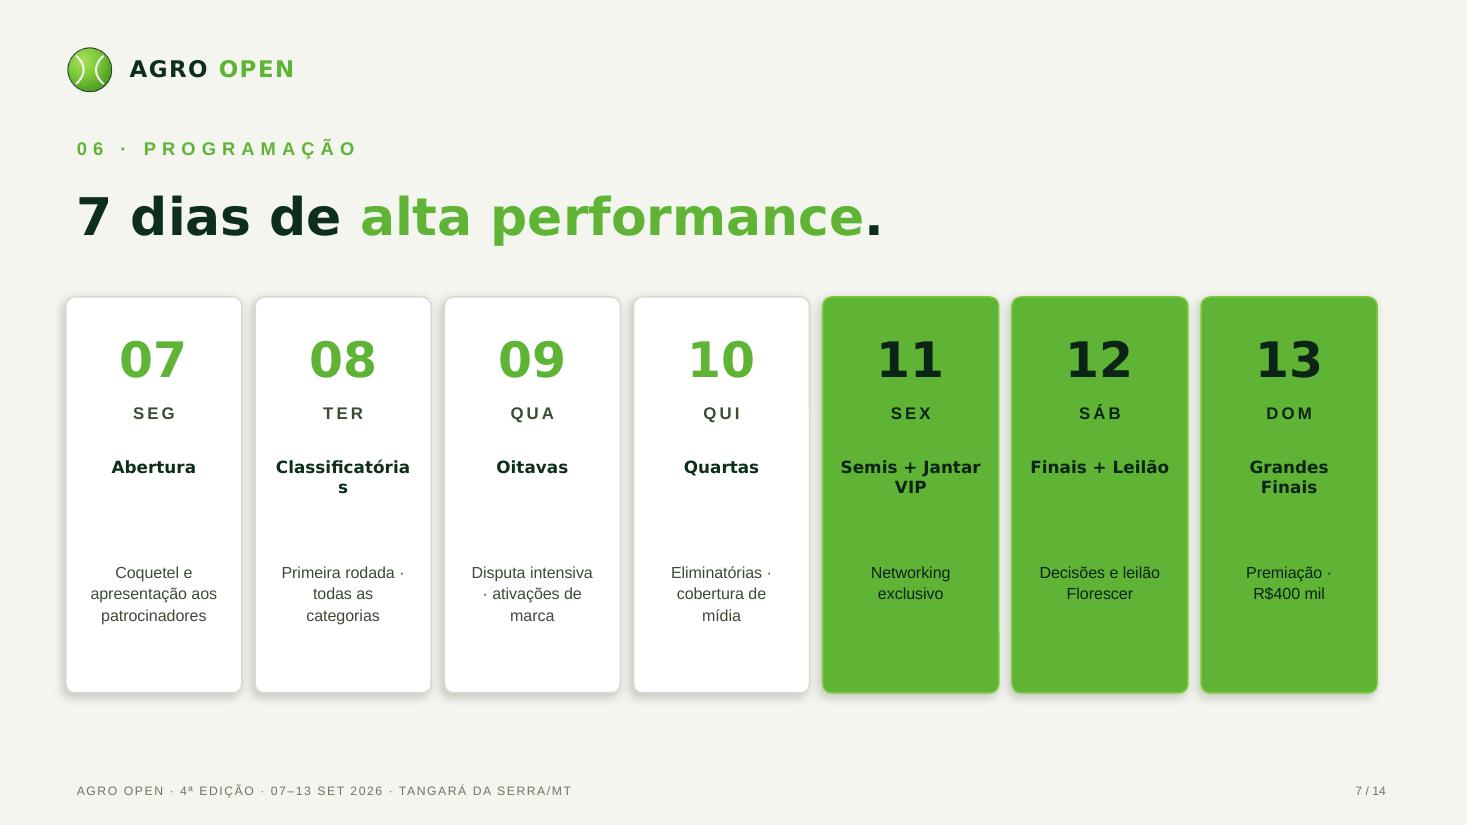 AGRO OPEN
06 · PROGRAMAÇÃO
7 dias de alta performance.
07
SEG
Abertura
Coquetel e
apresentação aos
patrocinadores
08
TER
Classificatória
s
Primeira rodada ·
todas as
categorias
09
QUA
Oitavas
Disputa intensiva
· ativações de
marca
10
QUI
Quartas
Eliminatórias ·
cobertura de
mídia
11
SEX
Semis + Jantar
VIP
Networking
exclusivo
12
SÁB
Finais + Leilão
Decisões e leilão
Florescer
13
DOM
Grandes
Finais
Premiação ·
R$400 mil
AGRO OPEN · 4ª EDIÇÃO · 07–13 SET 2026 · TANGARÁ DA SERRA/MT
7 / 14